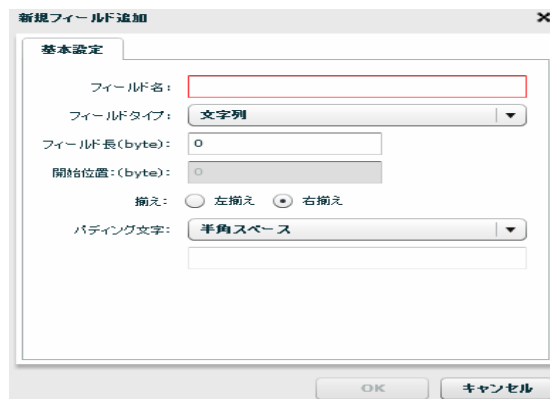 新規フィールド追加
基本設定
フィールド名:
フィールドタイプ: 文字列
フィールド長(byte): 0
開始位置:(byte): 0
揃え: 左揃え 右揃え
パディング文字: 半角スペース
OK キャンセル